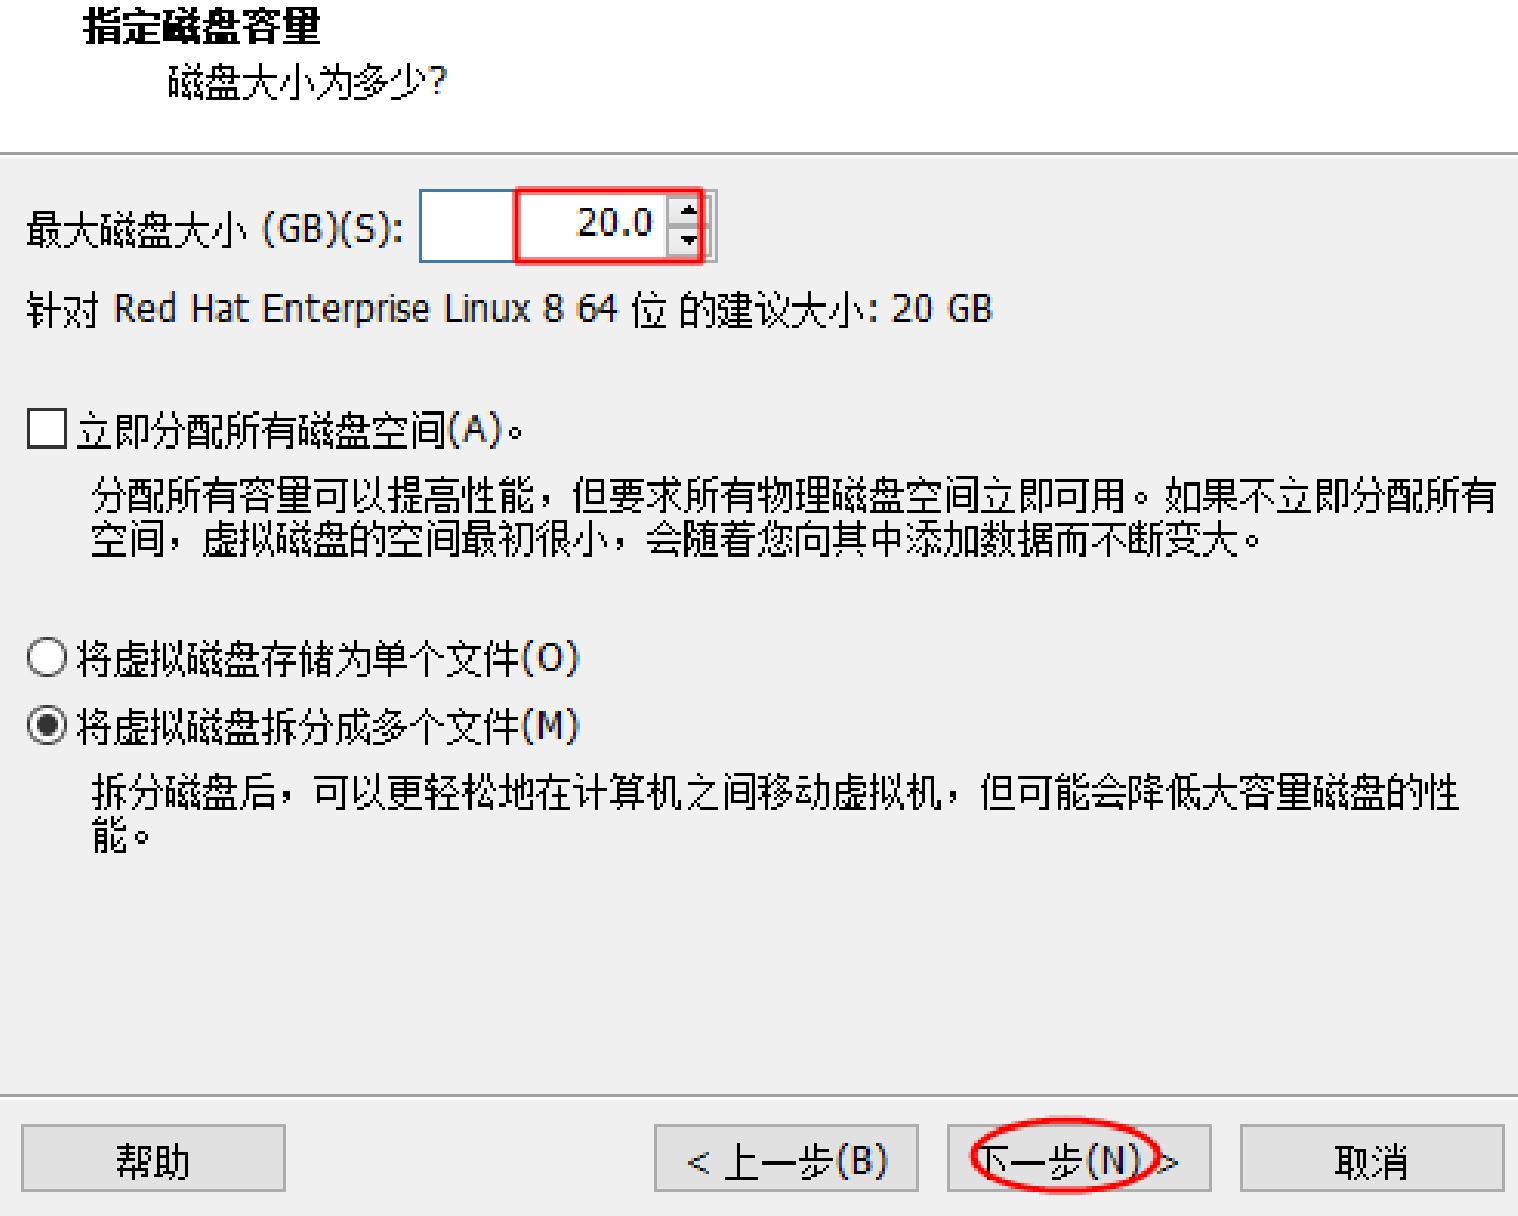 指定磁盘容量
磁盘大小为多少?
最大磁盘大小 (GB)(S): 20.0
针对 Red Hat Enterprise Linux 8 64 位 的建议大小: 20 GB
立即分配所有磁盘空间(A)。
分配所有容量可以提高性能，但要求所有物理磁盘空间立即可用。如果不立即分配所有
空间，虚拟磁盘的空间最初很小，会随着您向其中添加数据而不断变大。
将虚拟磁盘存储为单个文件(O)
将虚拟磁盘拆分成多个文件(M)
拆分磁盘后，可以更轻松地在计算机之间移动虚拟机，但可能会降低大容量磁盘的性
能。
帮助 < 上一步(B) 下一步(N) > 取消